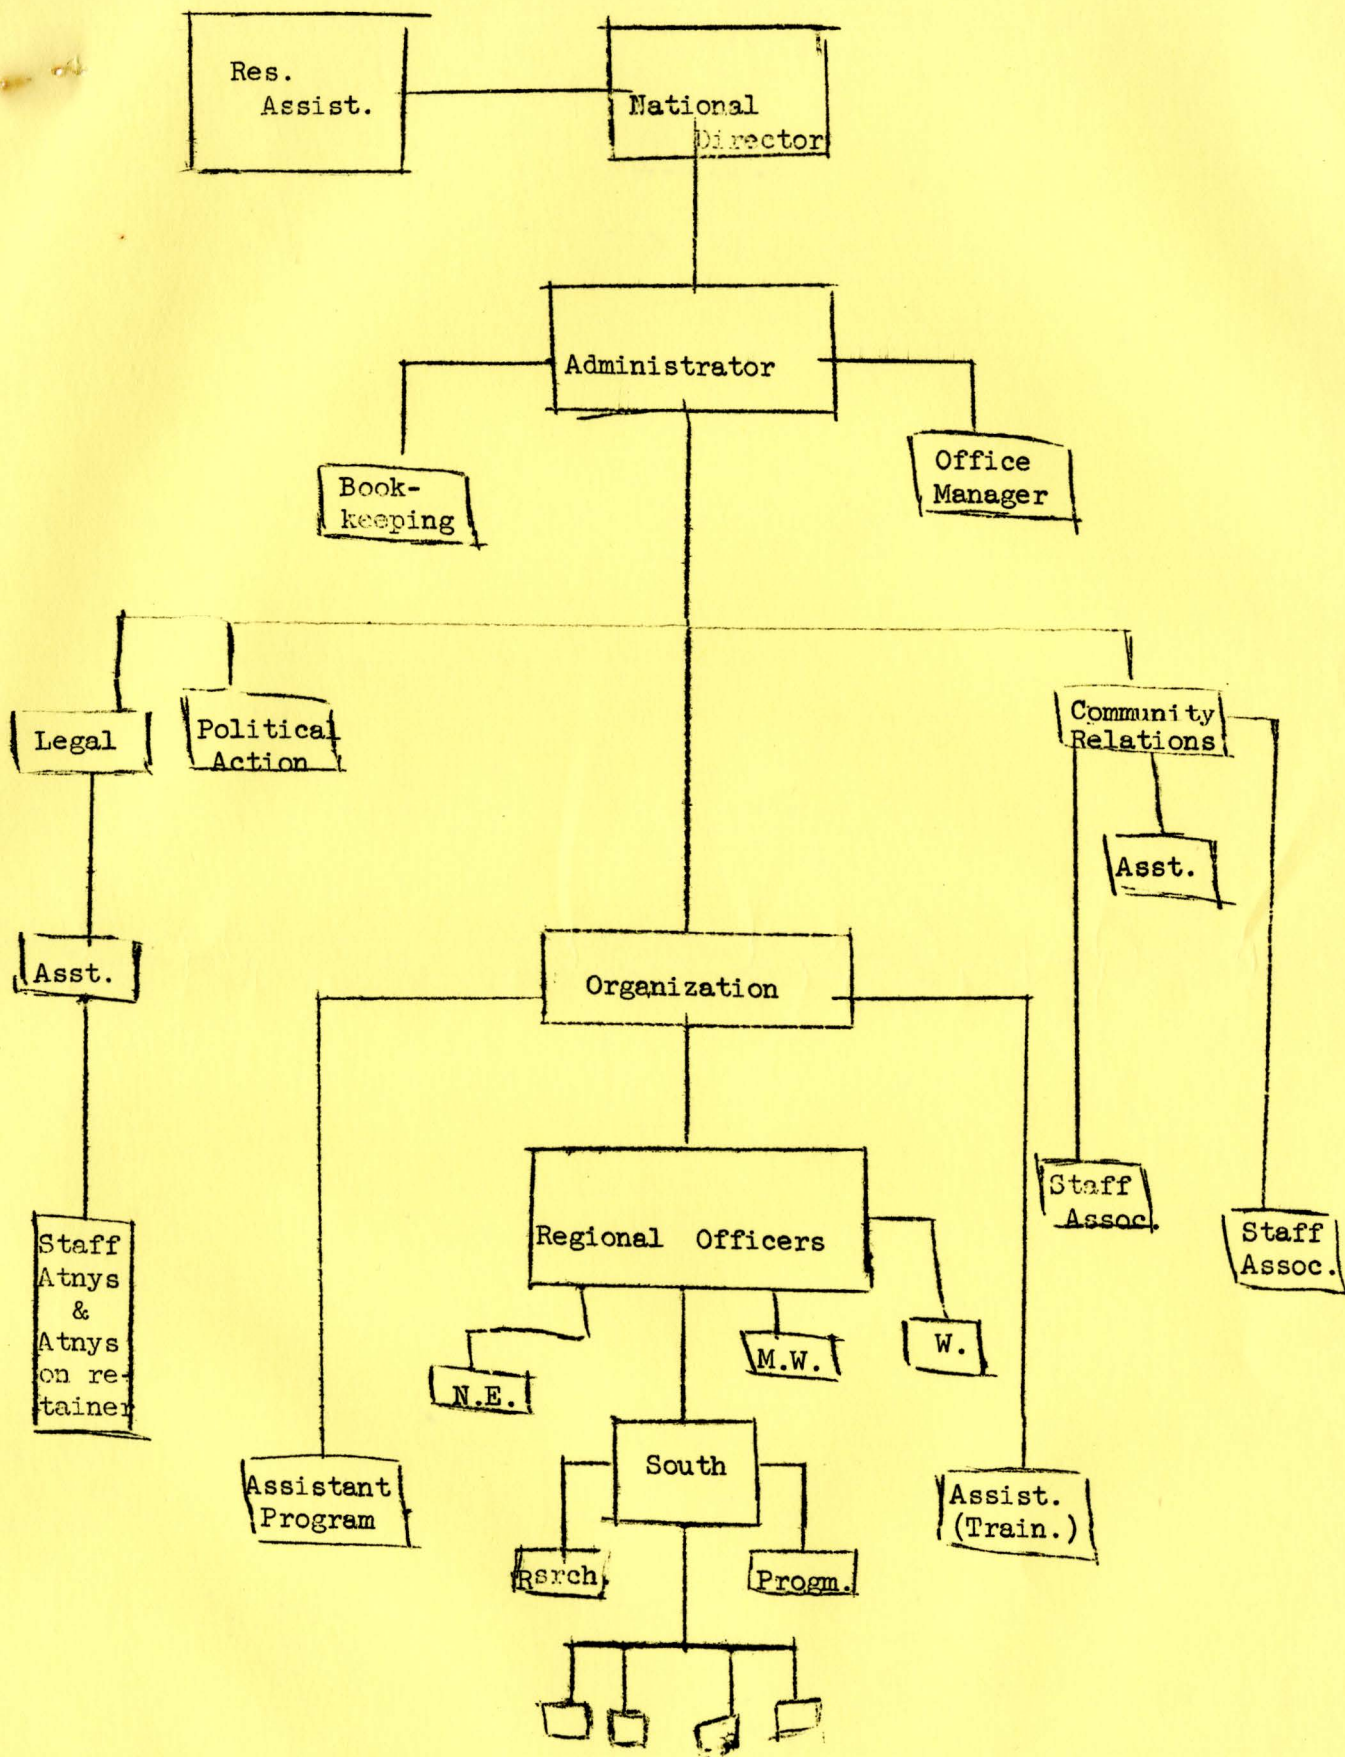 Res.
Assist.
National
Director
Administrator
Book-
keeping
Office
Manager
Legal
Political
Action
Community
Relations
Asst.
Asst.
Organization
Staff
Atnys
&
Atnys
on re-
tainer
Regional Officers
Staff
Assoc.
Staff
Assoc.
N.E.
M.W.
W.
South
Assistant
Program
Assist.
(Train.)
Rsrch.
Progm.